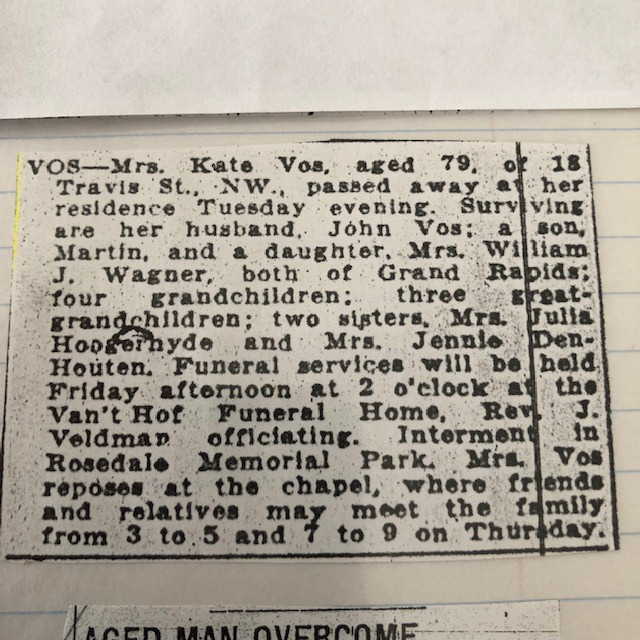 VOS—Mrs. Kate Vos, aged 79, of 18
Travis St., NW., passed away at her
residence Tuesday evening. Surviving
are her husband, John Vos; a son,
Martin, and a daughter, Mrs. William
J. Wagner, both of Grand Rapids;
four grandchildren; three great-
grandchildren; two sisters, Mrs. Julia
Hoogerhyde and Mrs. Jennie Den-
Houten. Funeral services will be held
Friday afternoon at 2 o'clock at the
Van't Hof Funeral Home, Rev. J.
Veldman officiating. Interment in
Rosedale Memorial Park. Mrs. Vos
reposes at the chapel, where friends
and relatives may meet the family
from 3 to 5 and 7 to 9 on Thursday.
AGED MAN OVERCOME